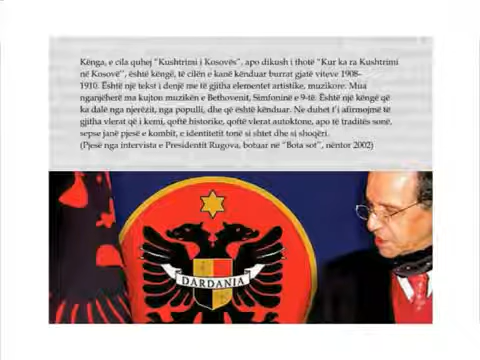 Kënga, e cila quhej "Kushtrimi i Kosovës", apo dikush i thotë "Kur ka ra Kushtrimi
në Kosovë", është këngë, të cilën e kanë kënduar burrat gjatë viteve 1908–
1910. Është një tekst i denjë me të gjitha elementet artistike, muzikore. Mua
nganjëherë ma kujton muzikën e Bethovenit, Simfoninë e 9-të. Është një këngë që
ka dalë nga njerëzit, nga populli, dhe që është kënduar. Ne duhet t'i afirmojmë të
gjitha vlerat që i kemi, qoftë historike, qoftë vlerat autoktone, apo të traditës sonë,
sepse janë pjesë e kombit, e identitetit tonë si shtet dhe si shoqëri.
(Pjesë nga intervista e Presidentit Rugova, botuar në "Bota sot", nëntor 2002)
DARDANIA